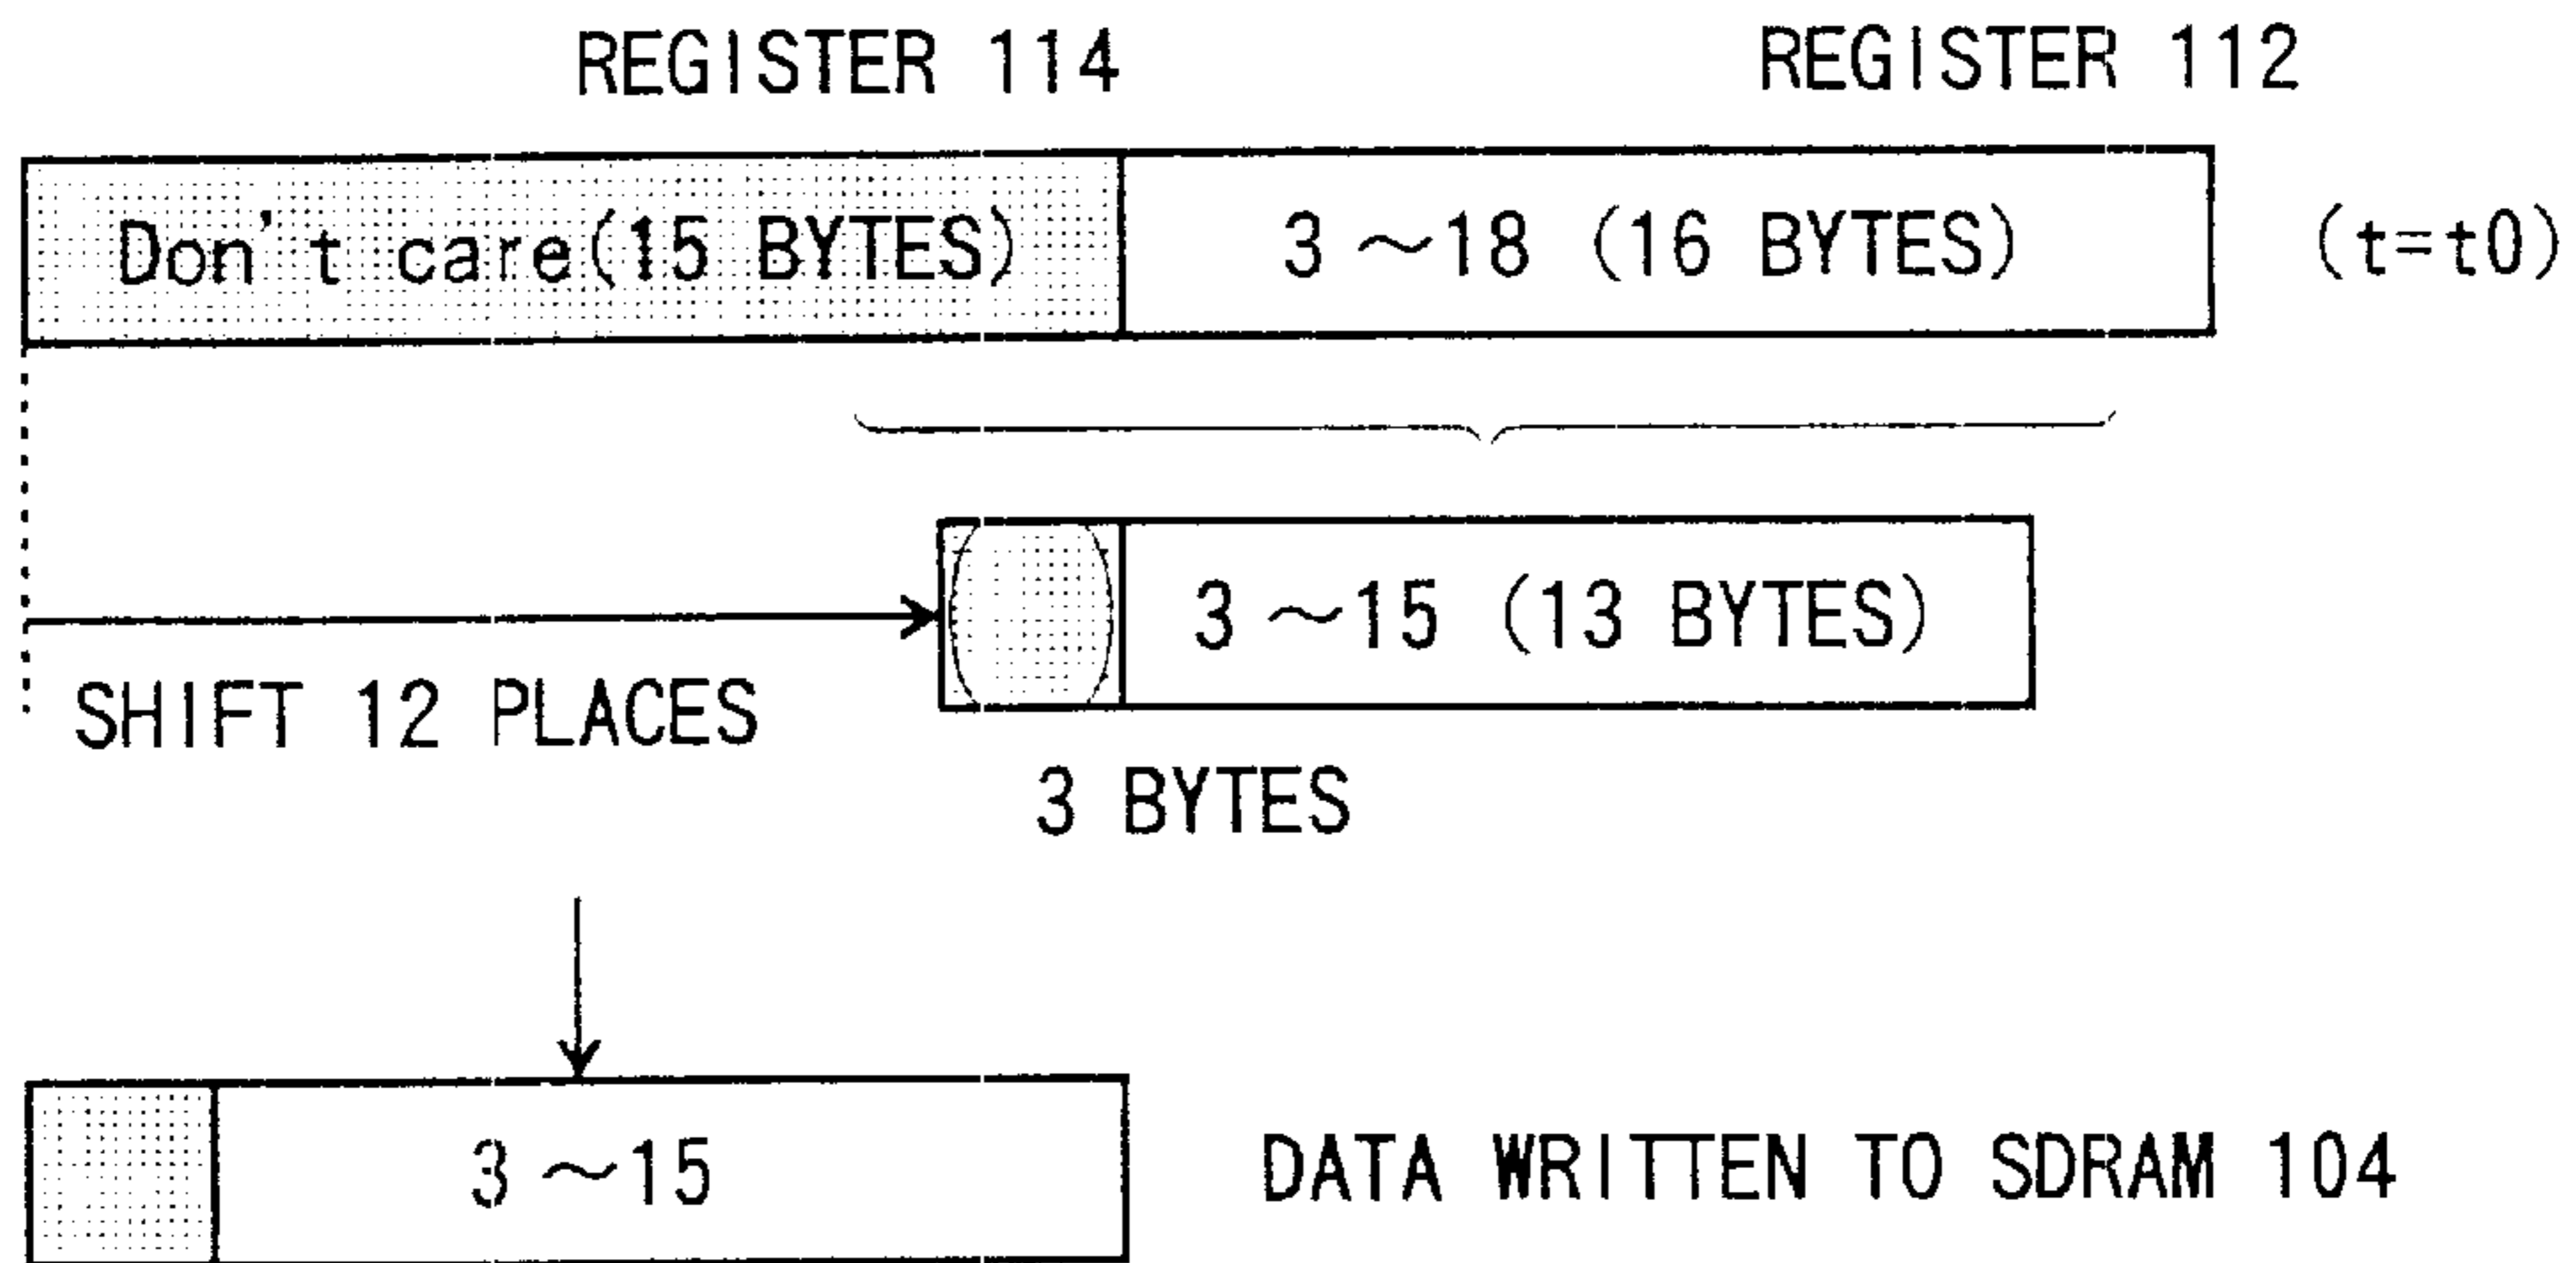 REGISTER 114 REGISTER 112
Don't care(15 BYTES) 3 ~18 (16 BYTES) (t=t0)
3 ~15 (13 BYTES)
SHIFT 12 PLACES
3 BYTES
3 ~15 DATA WRITTEN TO SDRAM 104